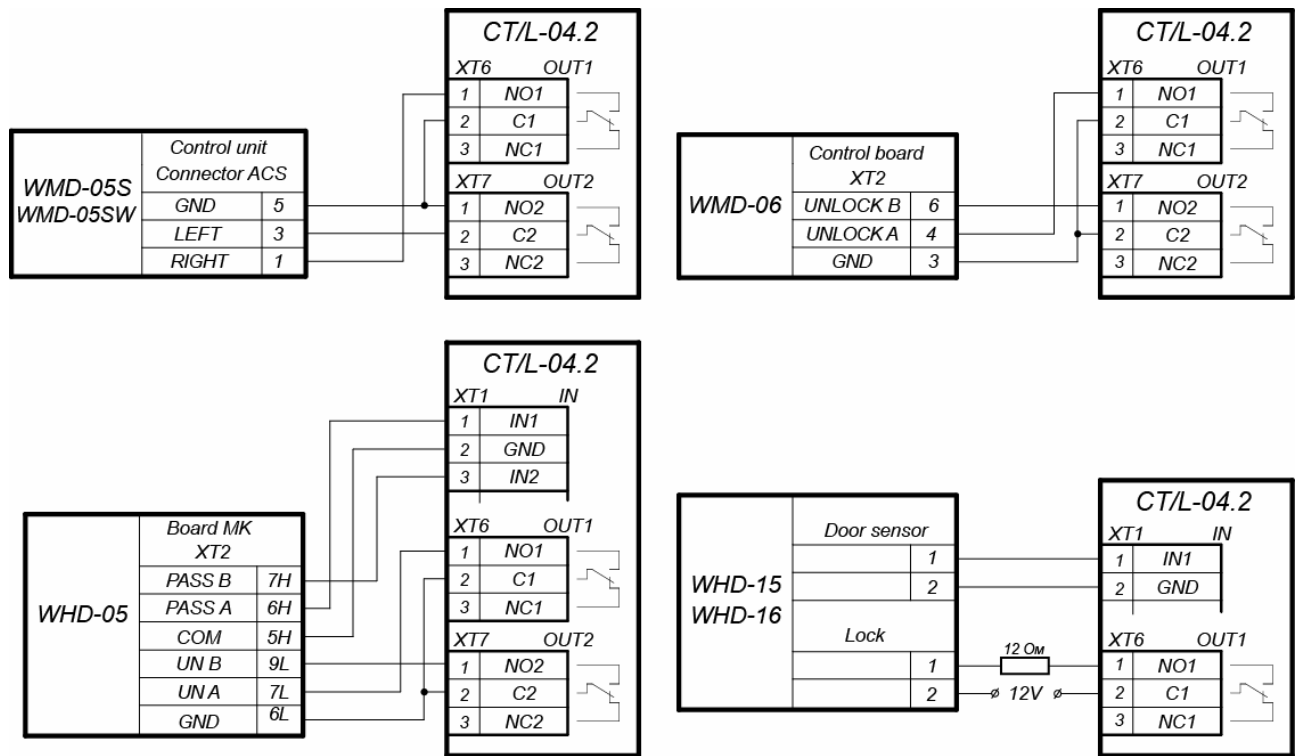 CT/L-04.2
XT6 OUT1
1 NO1
2 C1
3 NC1
XT7 OUT2
1 NO2
2 C2
3 NC2
WMD-05S
WMD-05SW
Control unit
Connector ACS
GND 5
LEFT 3
RIGHT 1
CT/L-04.2
XT6 OUT1
1 NO1
2 C1
3 NC1
XT7 OUT2
1 NO2
2 C2
3 NC2
WMD-06
Control board
XT2
UNLOCK B 6
UNLOCK A 4
GND 3
CT/L-04.2
XT1 IN
1 IN1
2 GND
3 IN2
XT6 OUT1
1 NO1
2 C1
3 NC1
XT7 OUT2
1 NO2
2 C2
3 NC2
WHD-05
Board MK
XT2
PASS B 7H
PASS A 6H
COM 5H
UN B 9L
UN A 7L
GND 6L
WHD-15
WHD-16
Door sensor
1
2
Lock
1
2
12 Ом
12V
CT/L-04.2
XT1 IN
1 IN1
2 GND
XT6 OUT1
1 NO1
2 C1
3 NC1